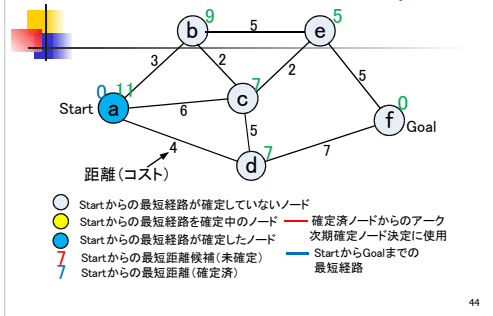 9
5
b
5
e
3
2
2
5
0
11
7
Start
a
6
c
0
f
Goal
5
4
7
7
d
距離(コスト)
Startからの最短経路が確定していないノード
Startからの最短経路を確定中のノード
確定済ノードからのアーク
Startからの最短経路が確定したノード
次期確定ノード決定に使用
7
Startからの最短距離候補(未確定)
StartからGoalまでの
7
Startからの最短距離(確定済)
最短経路
44